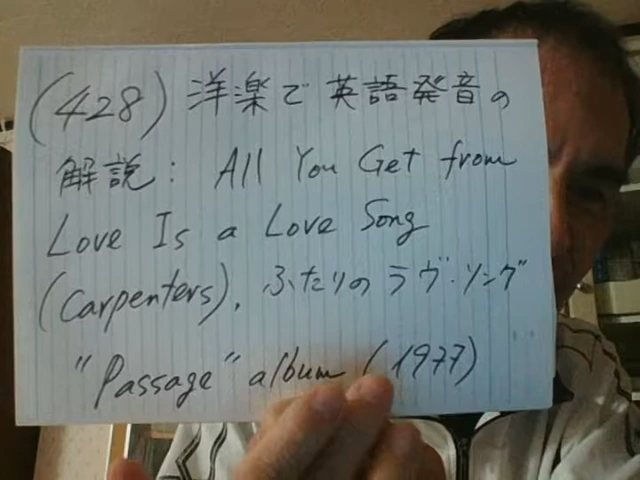 (428) 洋楽で英語発音の
解説: All You Get from
Love Is a Love Song
(Carpenters), ふたりのラヴ・ソング
"Passage" album (1977)